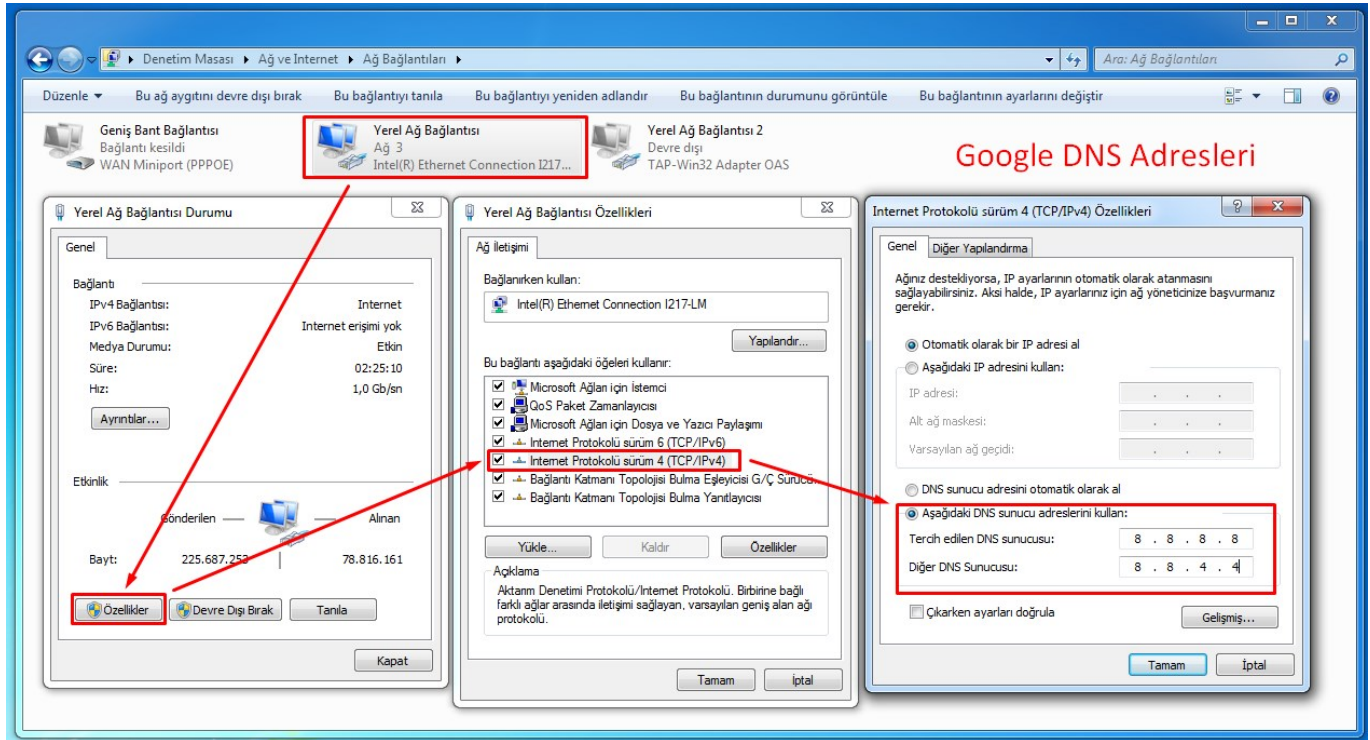 Denetim Masası ▸ Ağ ve Internet ▸ Ağ Bağlantıları ▸
Ara: Ağ Bağlantıları
Düzenle Bu ağ aygıtını devre dışı bırak Bu bağlantıyı tanıla Bu bağlantıyı yeniden adlandır Bu bağlantının durumunu görüntüle Bu bağlantının ayarlarını değiştir
Geniş Bant Bağlantısı
Bağlantı kesildi
WAN Miniport (PPPOE)
Yerel Ağ Bağlantısı
Ağ 3
Intel(R) Ethernet Connection I217...
Yerel Ağ Bağlantısı 2
Devre dışı
TAP-Win32 Adapter OAS
Google DNS Adresleri
Yerel Ağ Bağlantısı Durumu
Genel
Bağlantı
IPv4 Bağlantısı: Internet
IPv6 Bağlantısı: Internet erişimi yok
Medya Durumu: Etkin
Süre: 02:25:10
Hız: 1,0 Gb/sn
Ayrıntılar...
Etkinlik
Gönderilen Alınan
Bayt: 225.687.253 78.816.161
Özellikler Devre Dışı Bırak Tanıla
Kapat
Yerel Ağ Bağlantısı Özellikleri
Ağ İletişimi
Bağlanırken kullan:
Intel(R) Ethernet Connection I217-LM
Yapılandır...
Bu bağlantı aşağıdaki öğeleri kullanır:
Microsoft Ağları için İstemci
QoS Paket Zamanlayıcısı
Microsoft Ağları için Dosya ve Yazıcı Paylaşımı
Internet Protokolü sürüm 6 (TCP/IPv6)
Internet Protokolü sürüm 4 (TCP/IPv4)
Bağlantı Katmanı Topolojisi Bulma Eşleyicisi G/Ç Sürücü
Bağlantı Katmanı Topolojisi Bulma Yanıtlayıcısı
Yükle... Kaldır Özellikler
Açıklama
Aktarım Denetimi Protokolü/Internet Protokolü. Birbirine bağlı
farklı ağlar arasında iletişimi sağlayan, varsayılan geniş alan ağı
protokolü.
Tamam İptal
Internet Protokolü sürüm 4 (TCP/IPv4) Özellikleri
Genel Diğer Yapılandırma
Ağınız destekliyorsa, IP ayarlarının otomatik olarak atanmasını
sağlayabilirsiniz. Aksi halde, IP ayarlarınız için ağ yöneticinize başvurmanız
gerekir.
Otomatik olarak bir IP adresi al
Aşağıdaki IP adresini kullan:
IP adresi:
Alt ağ maskesi:
Varsayılan ağ geçidi:
DNS sunucu adresini otomatik olarak al
Aşağıdaki DNS sunucu adreslerini kullan:
Tercih edilen DNS sunucusu: 8 . 8 . 8 . 8
Diğer DNS Sunucusu: 8 . 8 . 4 . 4
Çıkarken ayarları doğrula
Gelişmiş...
Tamam İptal